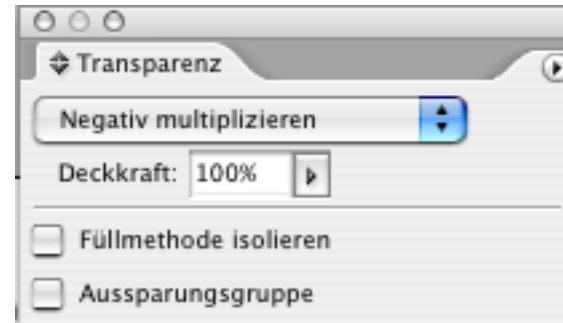 Transparenz
Negativ multiplizieren
Deckkraft: 100%
Füllmethode isolieren
Aussparungsgruppe